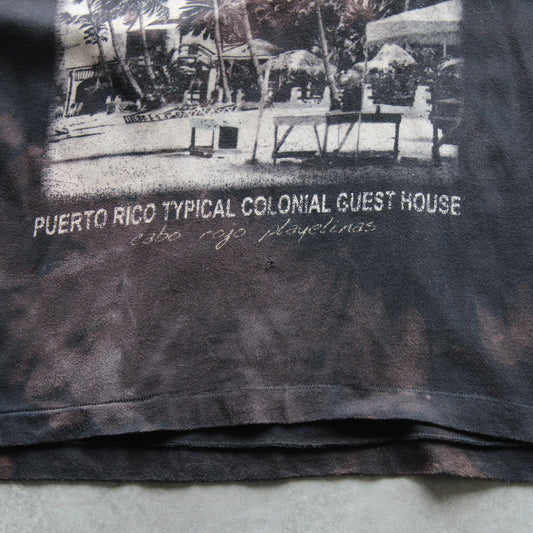 PUERTO RICO TYPICAL COLONIAL GUEST HOUSE
cabo rojo playelinas